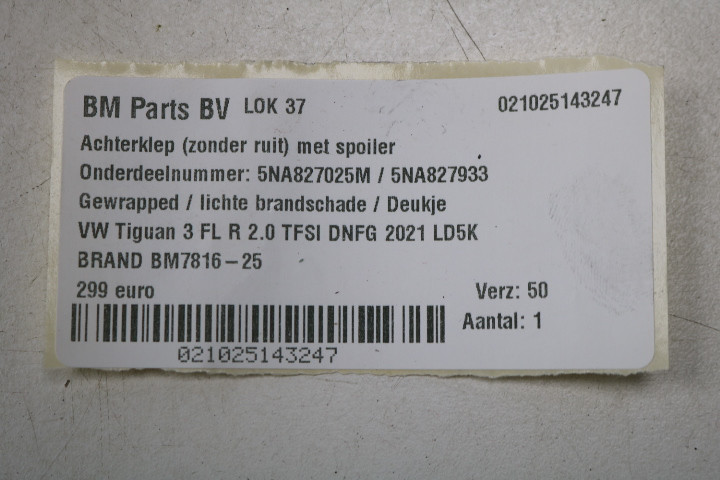 BM Parts BV LOK 37 021025143247
Achterklep (zonder ruit) met spoiler
Onderdeelnummer: 5NA827025M / 5NA827933
Gewrapped / lichte brandschade / Deukje
VW Tiguan 3 FL R 2.0 TFSI DNFG 2021 LD5K
BRAND BM7816-25
299 euro Verz: 50
Aantal: 1
021025143247